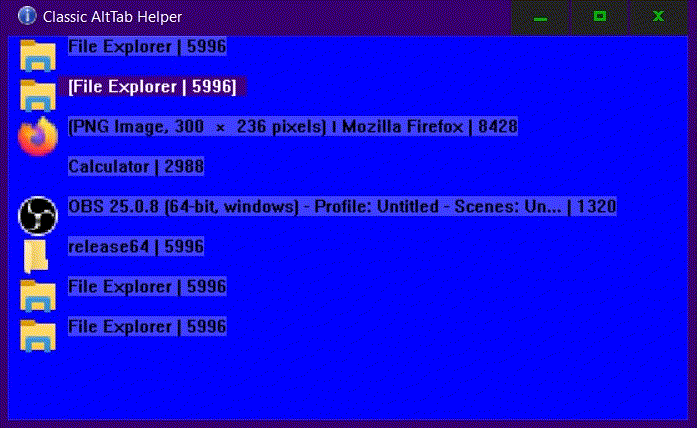 Classic AltTab Helper
File Explorer | 5996
[File Explorer | 5996]
(PNG Image, 300 × 236 pixels) | Mozilla Firefox | 8428
Calculator | 2988
OBS 25.0.8 (64-bit, windows) - Profile: Untitled - Scenes: Un... | 1320
release64 | 5996
File Explorer | 5996
File Explorer | 5996